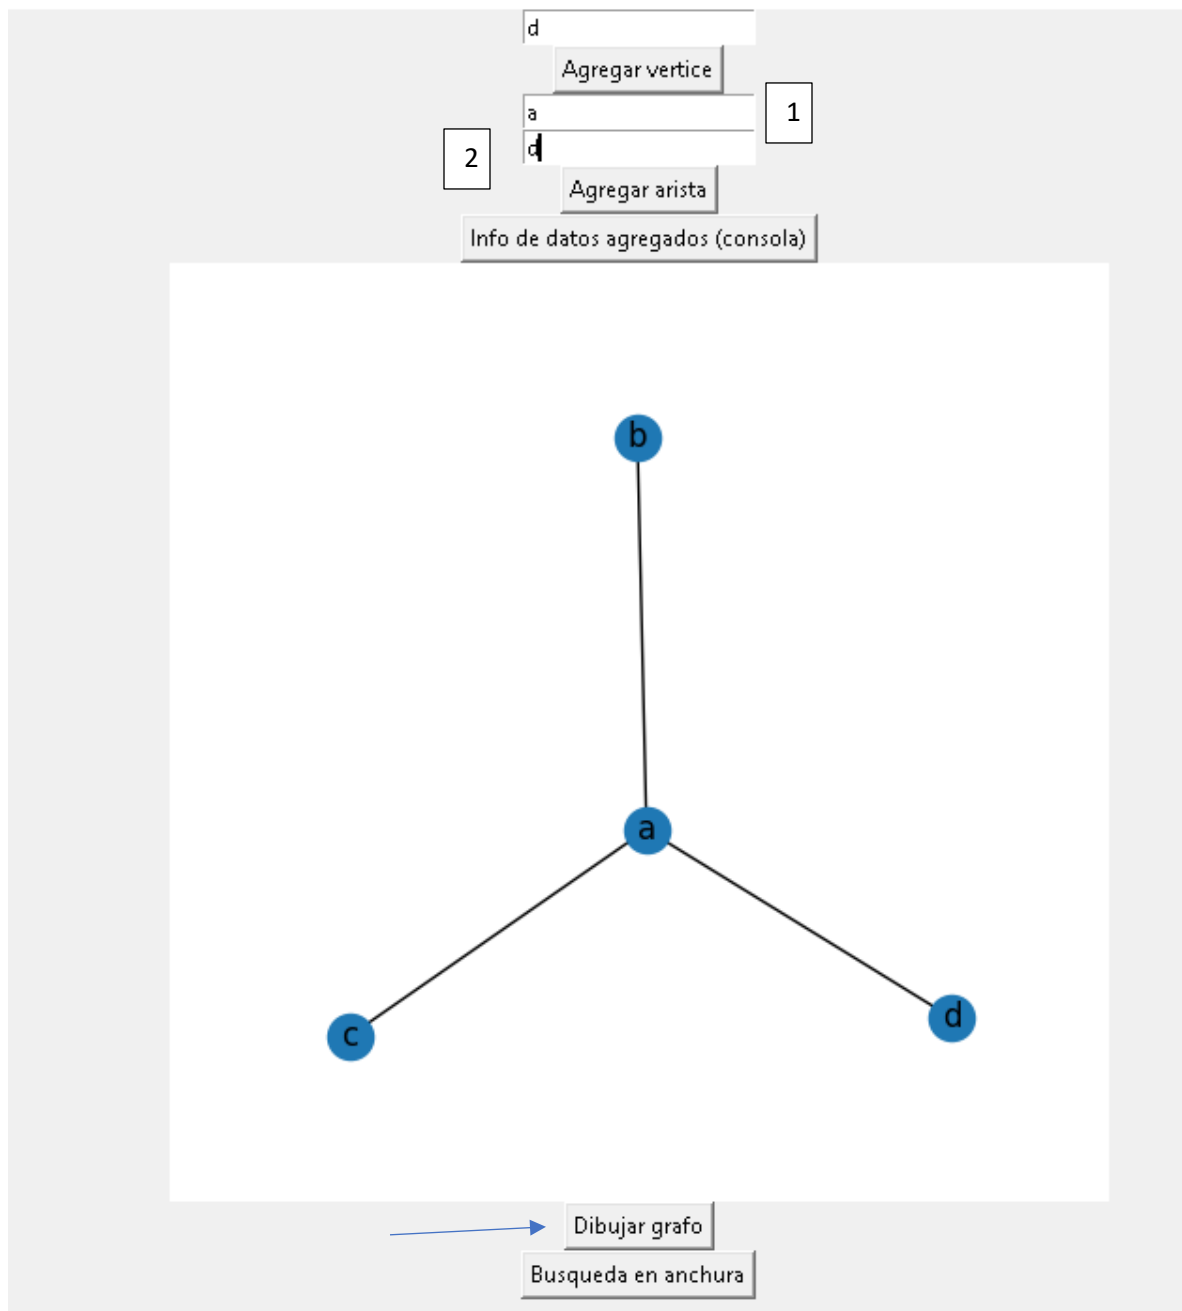 d
Agregar vertice
a
1
2
d
Agregar arista
Info de datos agregados (consola)
b
a
c
d
Dibujar grafo
Busqueda en anchura